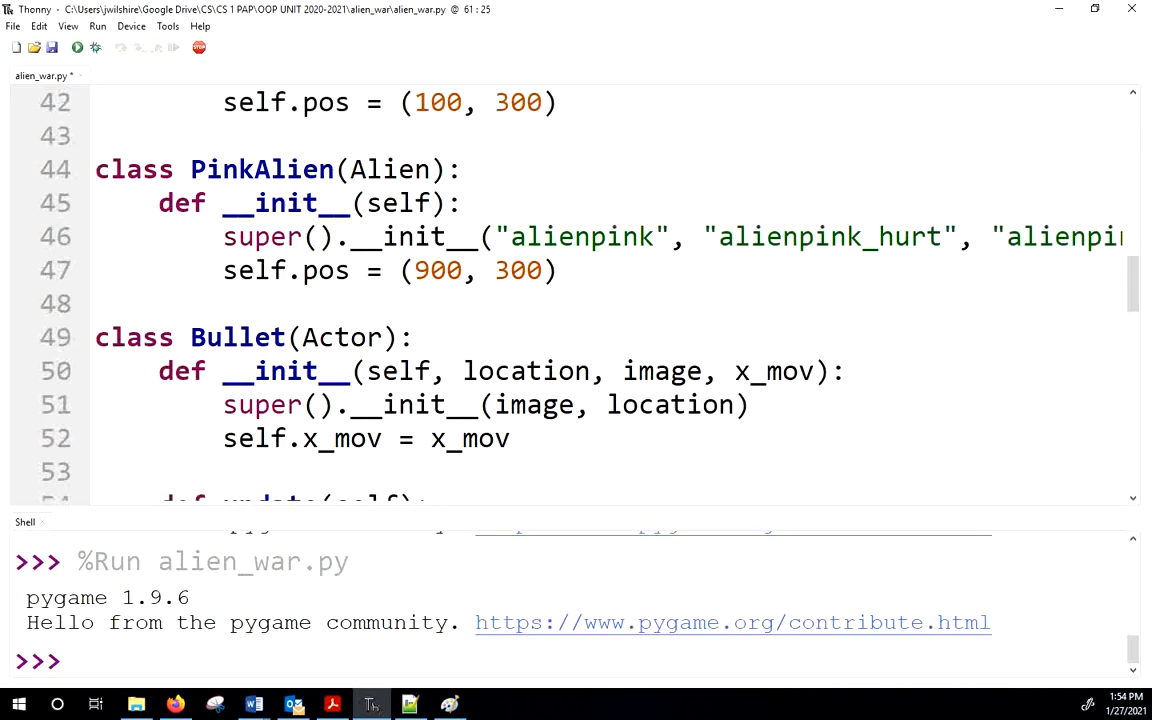 Thonny - C:\Users\jwilshire\Google Drive\CS\CS 1 PAP\OOP UNIT 2020-2021\alien_war\alien_war.py @ 61 : 25
File Edit View Run Device Tools Help
STOP
alien_war.py *
42 self.pos = (100, 300)
43
44 class PinkAlien(Alien):
45 def __init__(self):
46 super().__init__("alienpink", "alienpink_hurt", "alienpin
47 self.pos = (900, 300)
48
49 class Bullet(Actor):
50 def __init__(self, location, image, x_mov):
51 super().__init__(image, location)
52 self.x_mov = x_mov
53
54 def update(self):
Shell
>>> %Run alien_war.py
pygame 1.9.6
Hello from the pygame community. https://www.pygame.org/contribute.html
>>>
1:54 PM
1/27/2021